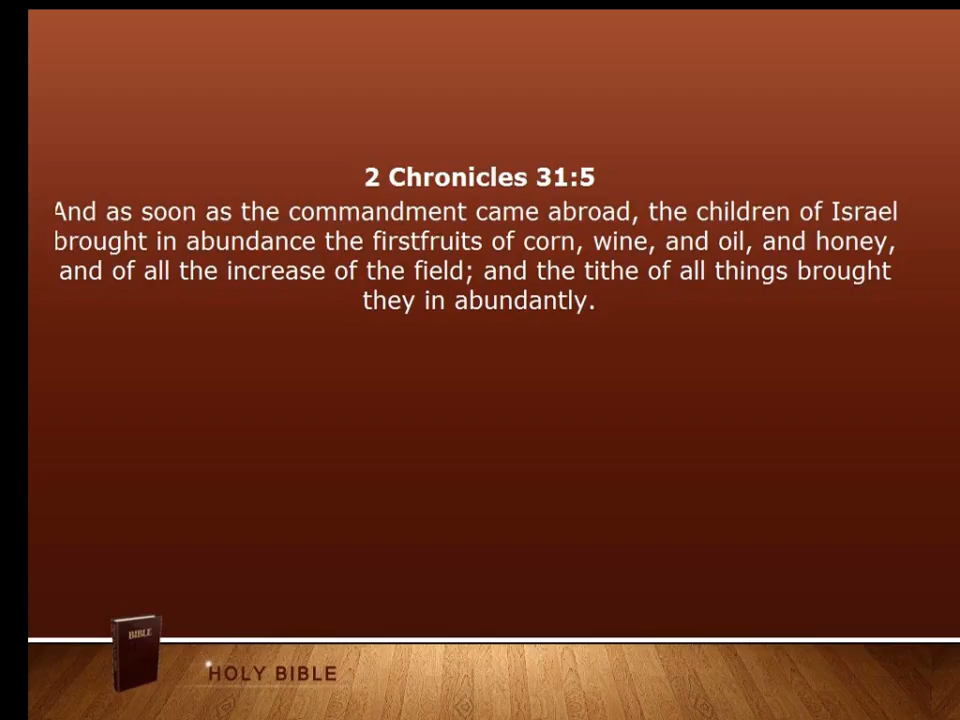 2 Chronicles 31:5
And as soon as the commandment came abroad, the children of Israel
brought in abundance the firstfruits of corn, wine, and oil, and honey,
and of all the increase of the field; and the tithe of all things brought
they in abundantly.
BIBLE
HOLY BIBLE